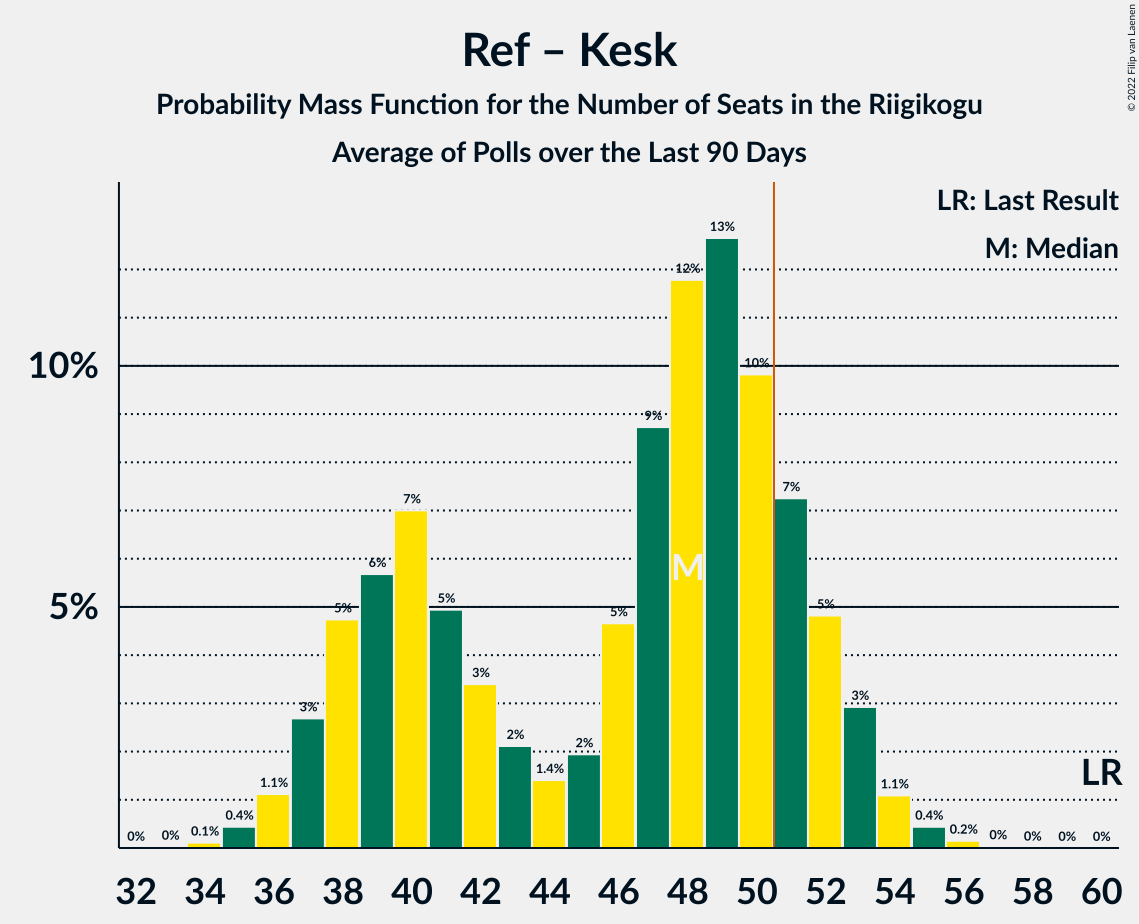 Ref – Kesk
Probability Mass Function for the Number of Seats in the Riigikogu
Average of Polls over the Last 90 Days
© 2022 Filip van Laenen
LR: Last Result
M: Median
10%
5%
0% 0% 0.1% 0.4% 1.1% 3% 5% 6% 7% 5% 3% 2% 1.4% 2% 5% 9% 12% 13% 10% 7% 5% 3% 1.1% 0.4% 0.2% 0% 0% 0% 0%
M
LR
32 34 36 38 40 42 44 46 48 50 52 54 56 58 60